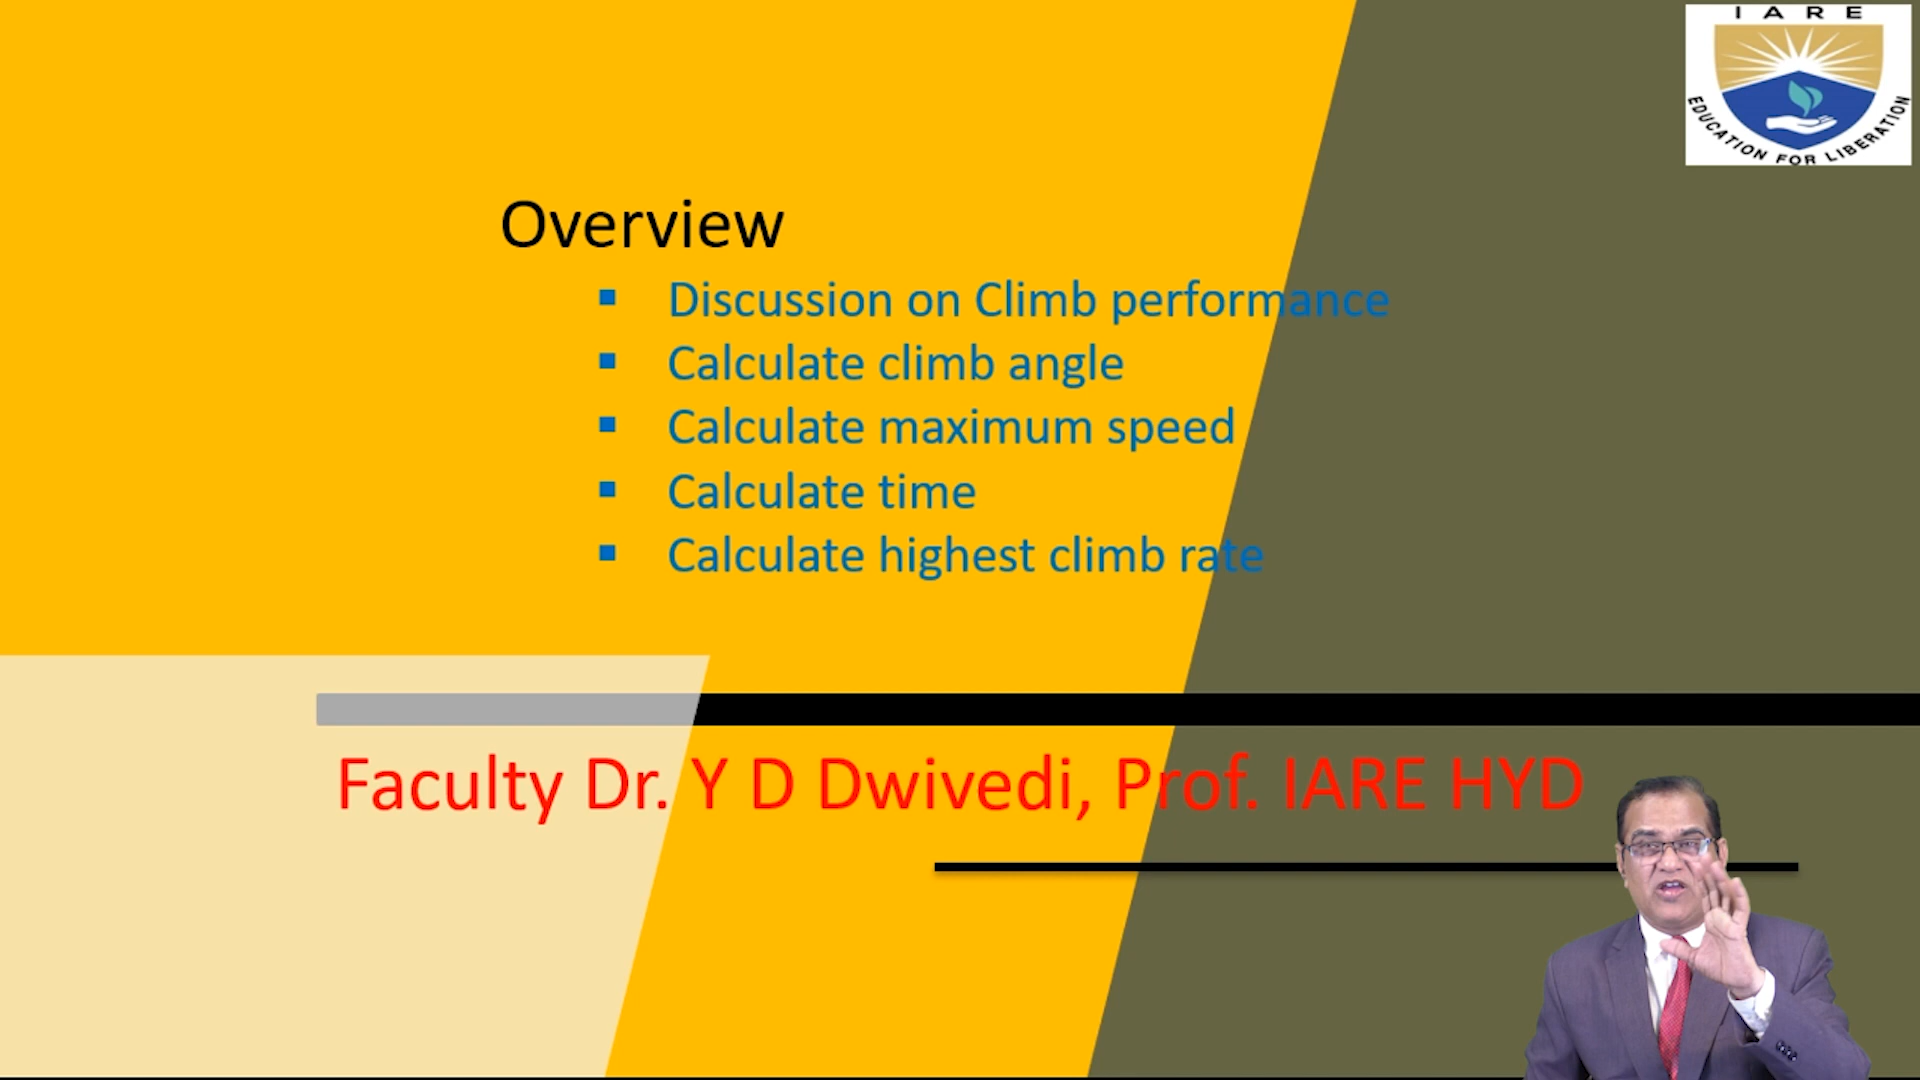 IARE
EDUCATION FOR LIBERATION
Overview
▪ Discussion on Climb performance
▪ Calculate climb angle
▪ Calculate maximum speed
▪ Calculate time
▪ Calculate highest climb rate
Faculty Dr. Y D Dwivedi, Prof. IARE HYD